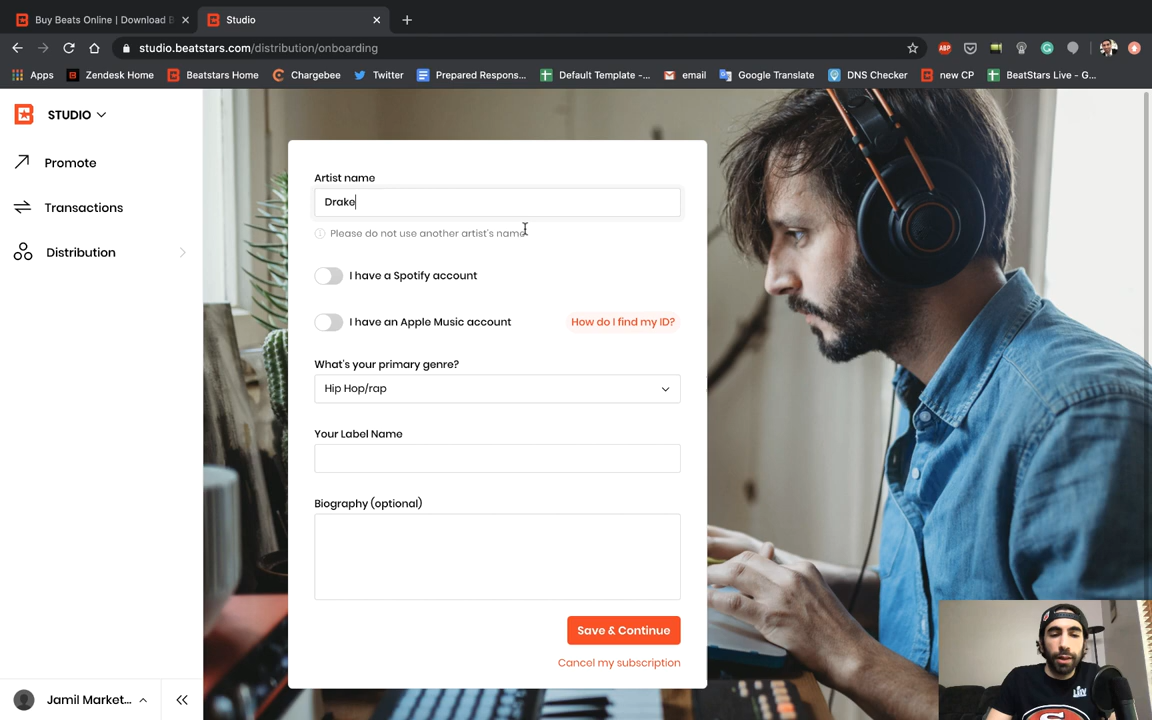 Buy Beats Online | Download B
Studio
studio.beatstars.com/distribution/onboarding
ABP
Apps
Zendesk Home
Beatstars Home
Chargebee
Twitter
Prepared Respons...
Default Template -...
email
Google Translate
DNS Checker
new CP
BeatStars Live - G...
STUDIO
Promote
Transactions
Distribution
Artist name
Drake
Please do not use another artist's name
I have a Spotify account
I have an Apple Music account
How do I find my ID?
What's your primary genre?
Hip Hop/rap
Your Label Name
Biography (optional)
Save & Continue
Cancel my subscription
Jamil Market...
LIV
SF